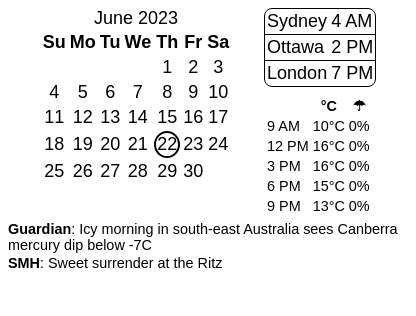 June 2023
Su Mo Tu We Th Fr Sa
1 2 3
4 5 6 7 8 9 10
11 12 13 14 15 16 17
18 19 20 21 22 23 24
25 26 27 28 29 30
Sydney 4 AM
Ottawa 2 PM
London 7 PM
°C ☂
9 AM 10°C 0%
12 PM 16°C 0%
3 PM 16°C 0%
6 PM 15°C 0%
9 PM 13°C 0%
Guardian: Icy morning in south-east Australia sees Canberra
mercury dip below -7C
SMH: Sweet surrender at the Ritz